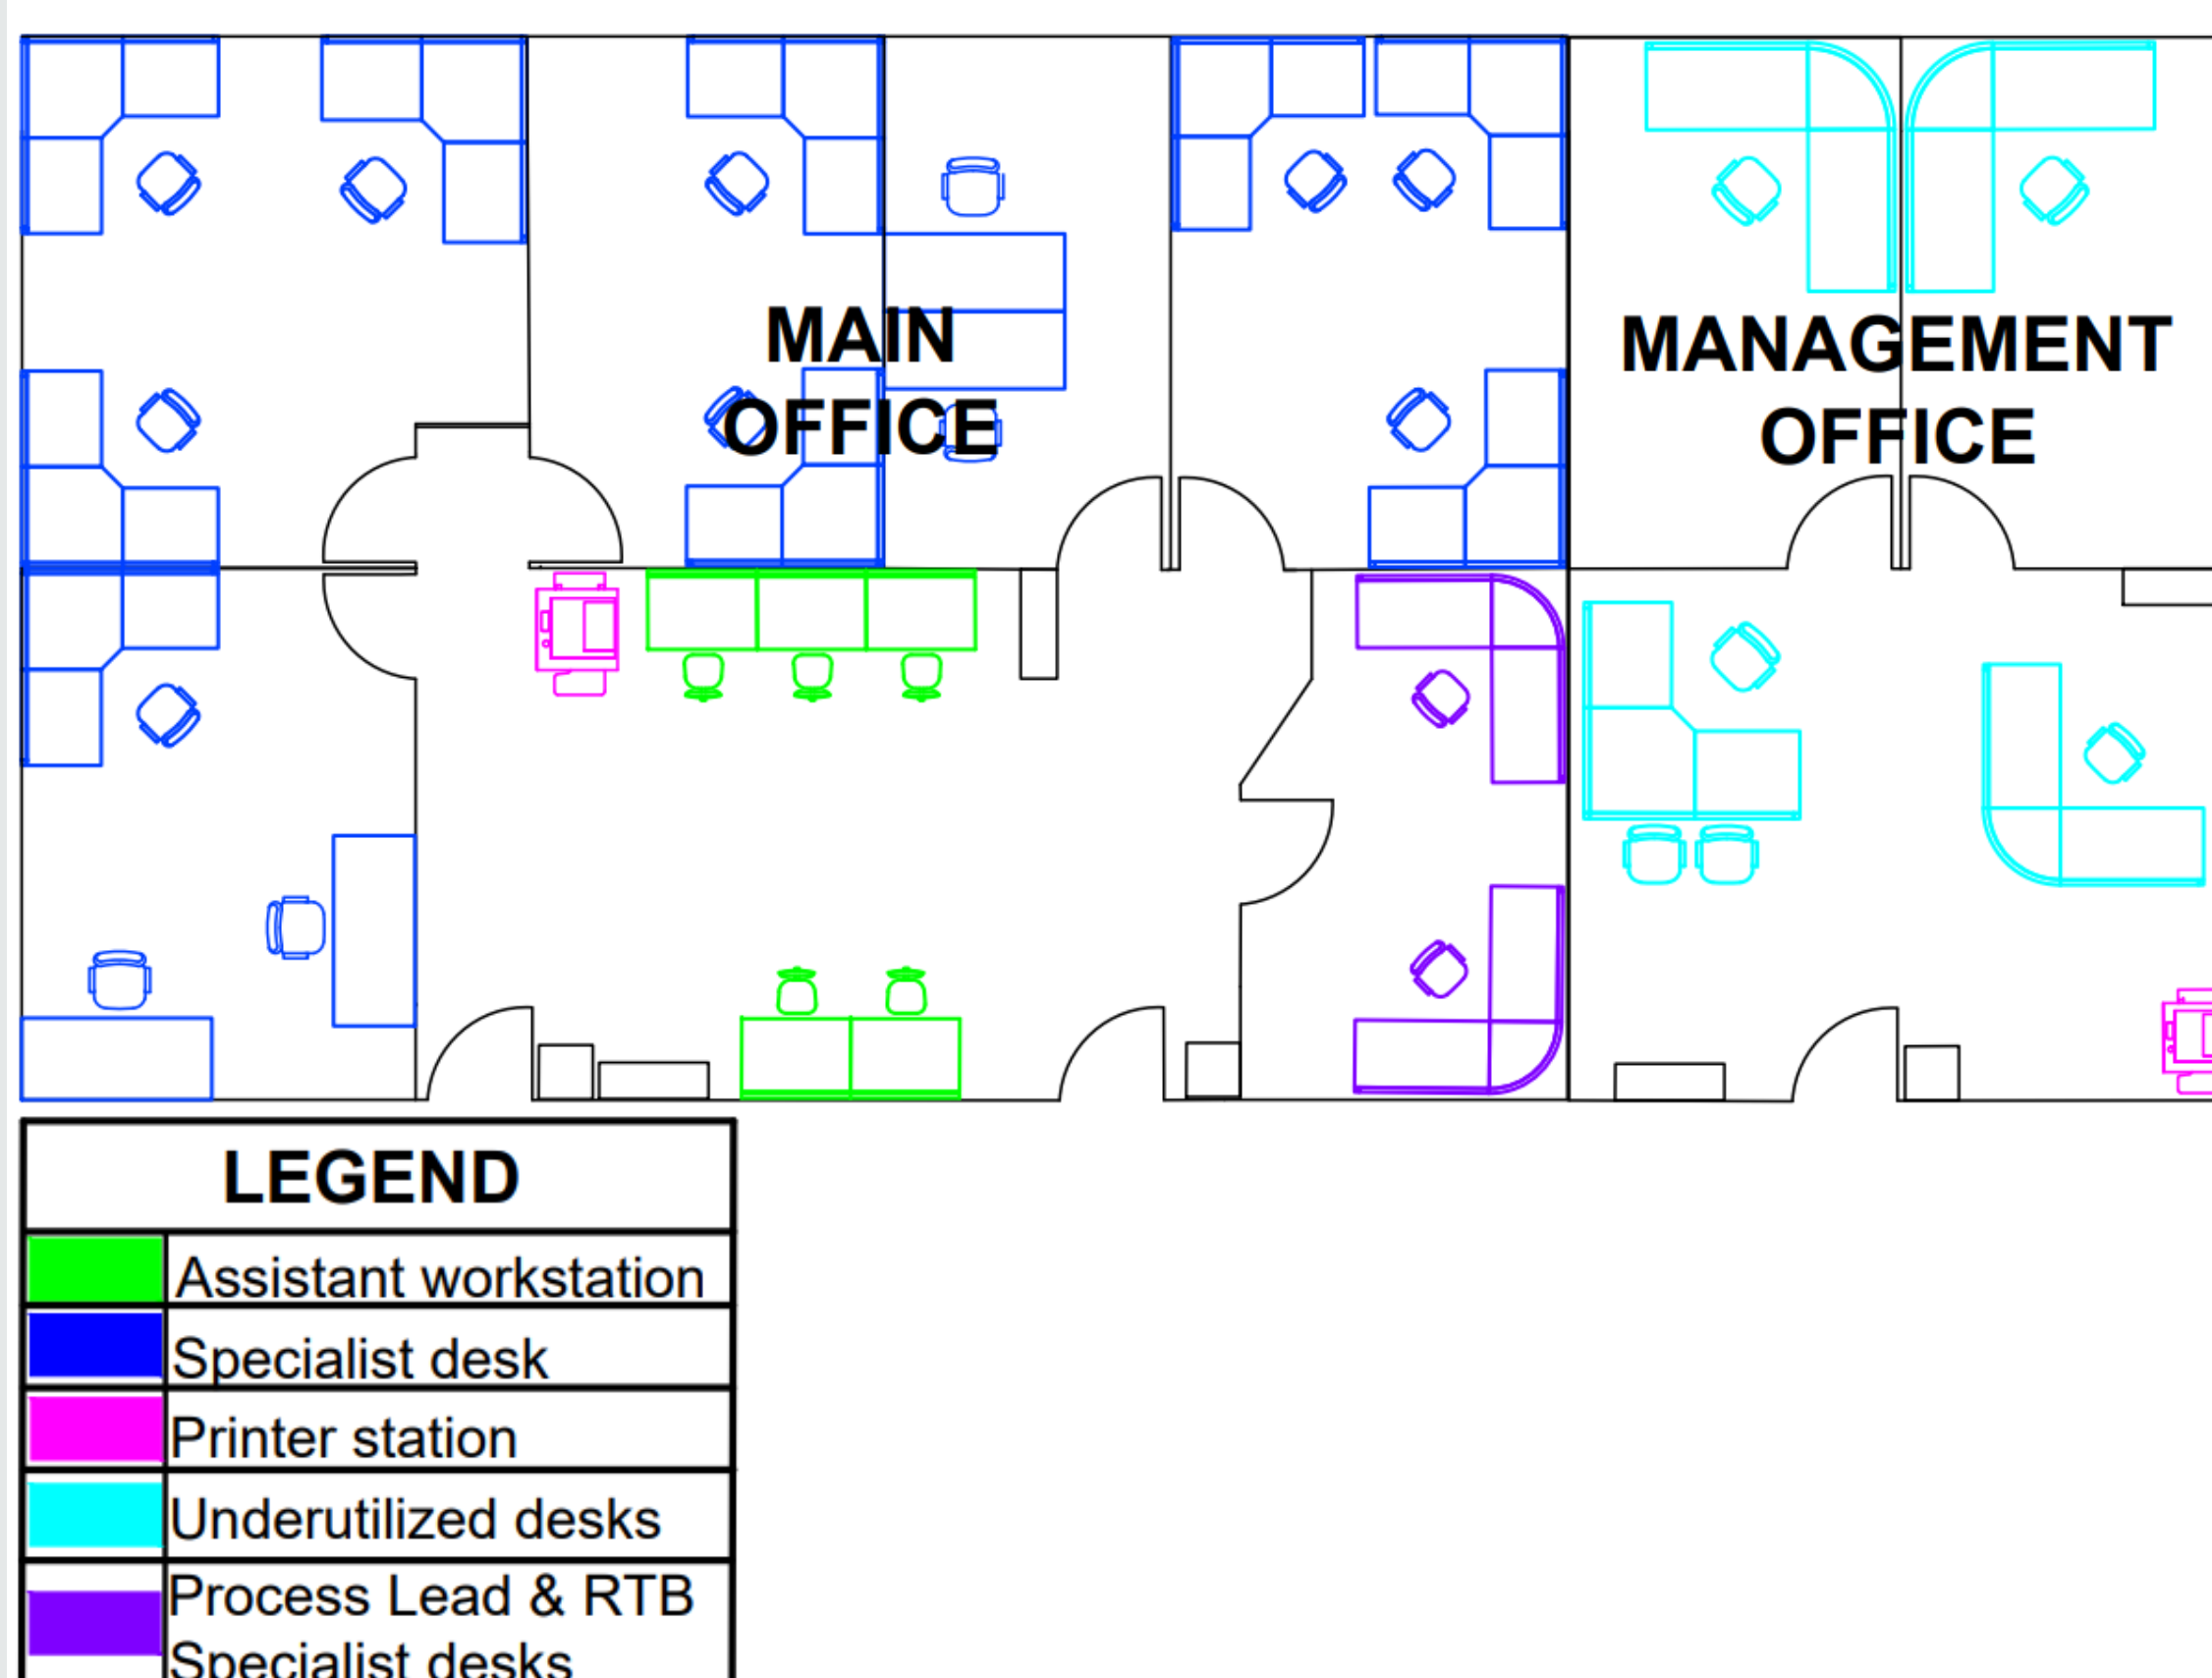 MAIN
OFFICE
MANAGEMENT
OFFICE
LEGEND
Assistant workstation
Specialist desk
Printer station
Underutilized desks
Process Lead & RTB
Specialist desks